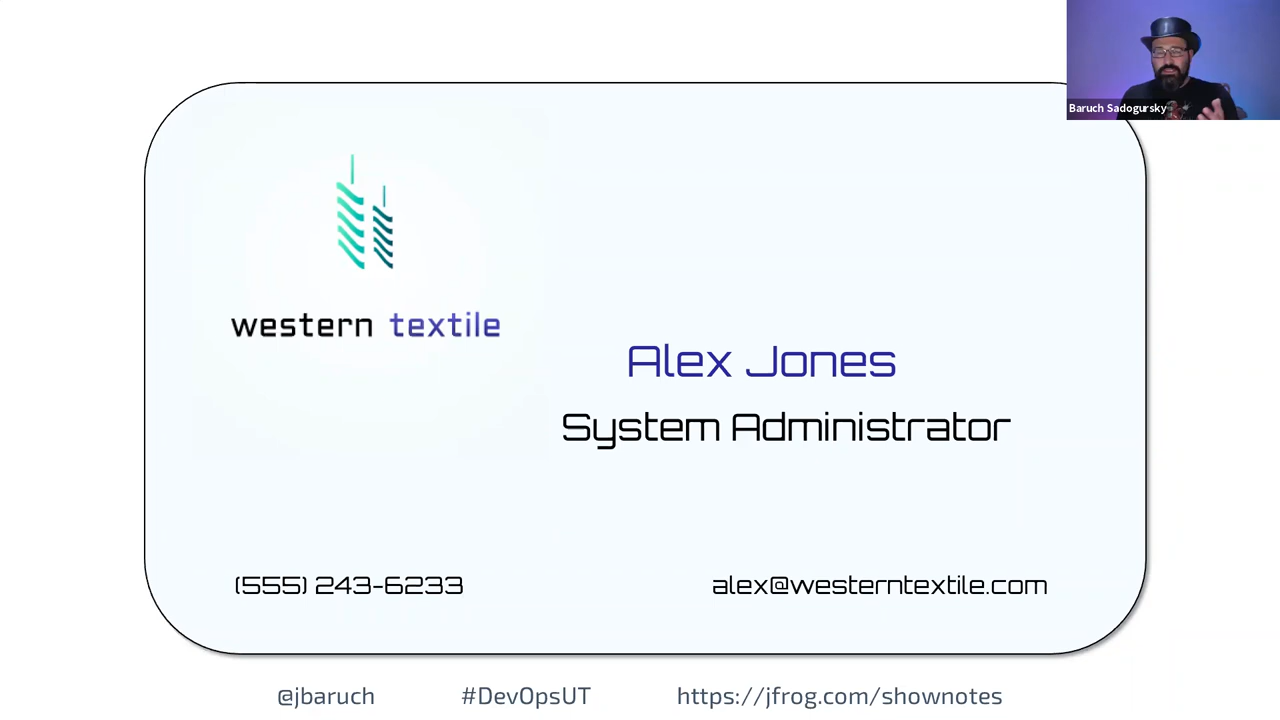 Baruch Sadogursky
western textile
Alex Jones
System Administrator
(555) 243-6233
alex@westerntextile.com
@jbaruch
#DevOpsUT
https://jfrog.com/shownotes